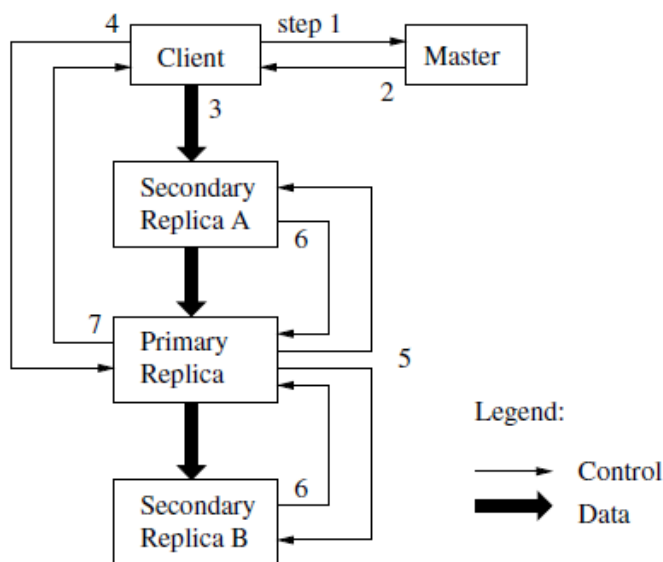 4
step 1
Client
Master
2
3
Secondary
Replica A
6
7
Primary
Replica
5
Legend:
Control
6
Secondary
Replica B
Data